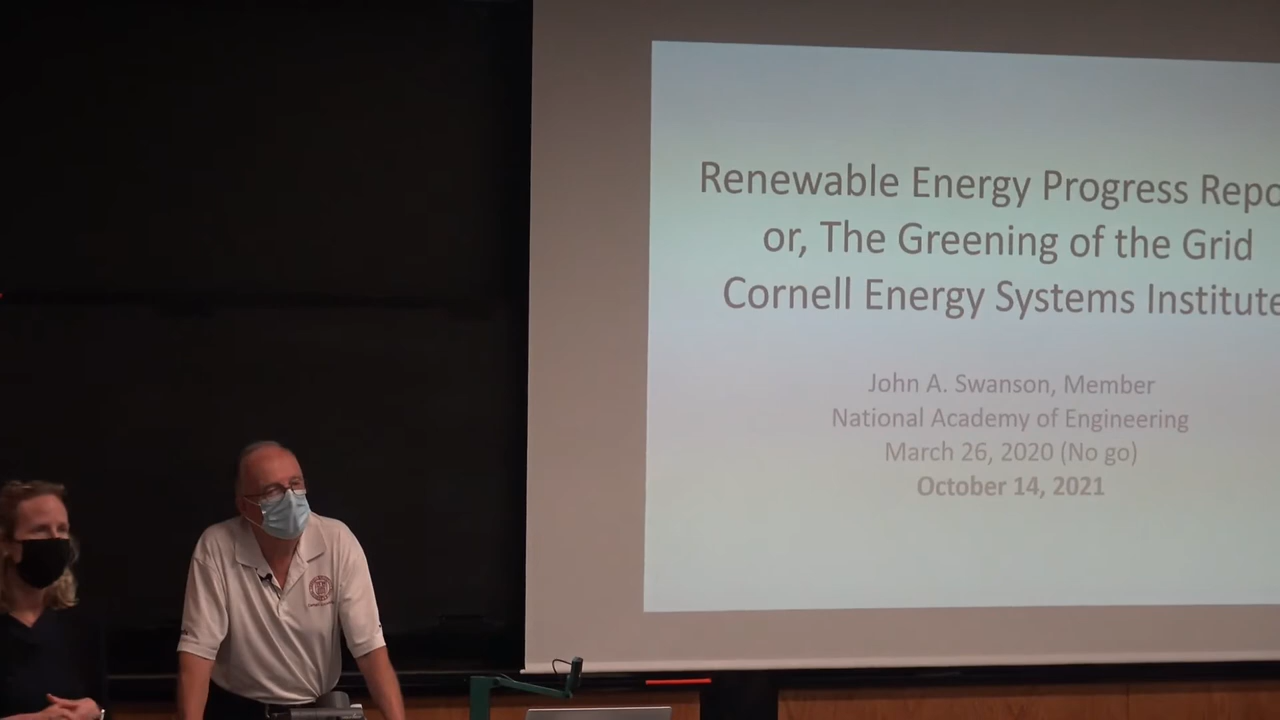 Renewable Energy Progress Repo
or, The Greening of the Grid
Cornell Energy Systems Institute
John A. Swanson, Member
National Academy of Engineering
March 26, 2020 (No go)
October 14, 2021